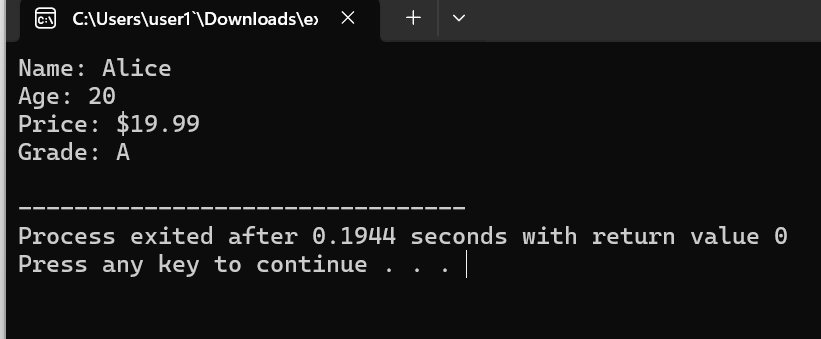 C:\Users\user1`\Downloads\ex
Name: Alice
Age: 20
Price: $19.99
Grade: A
--------------------------------
Process exited after 0.1944 seconds with return value 0
Press any key to continue . . .